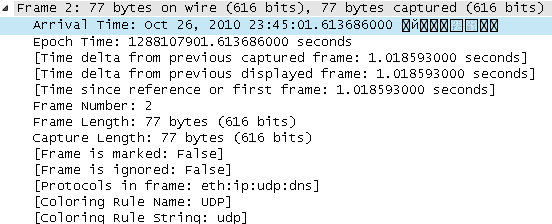 Frame 2: 77 bytes on wire (616 bits), 77 bytes captured (616 bits)
Arrival Time: Oct 26, 2010 23:45:01.613686000
Epoch Time: 1288107901.613686000 seconds
[Time delta from previous captured frame: 1.018593000 seconds]
[Time delta from previous displayed frame: 1.018593000 seconds]
[Time since reference or first frame: 1.018593000 seconds]
Frame Number: 2
Frame Length: 77 bytes (616 bits)
Capture Length: 77 bytes (616 bits)
[Frame is marked: False]
[Frame is ignored: False]
[Protocols in frame: eth:ip:udp:dns]
[Coloring Rule Name: UDP]
[Coloring Rule String: udp]